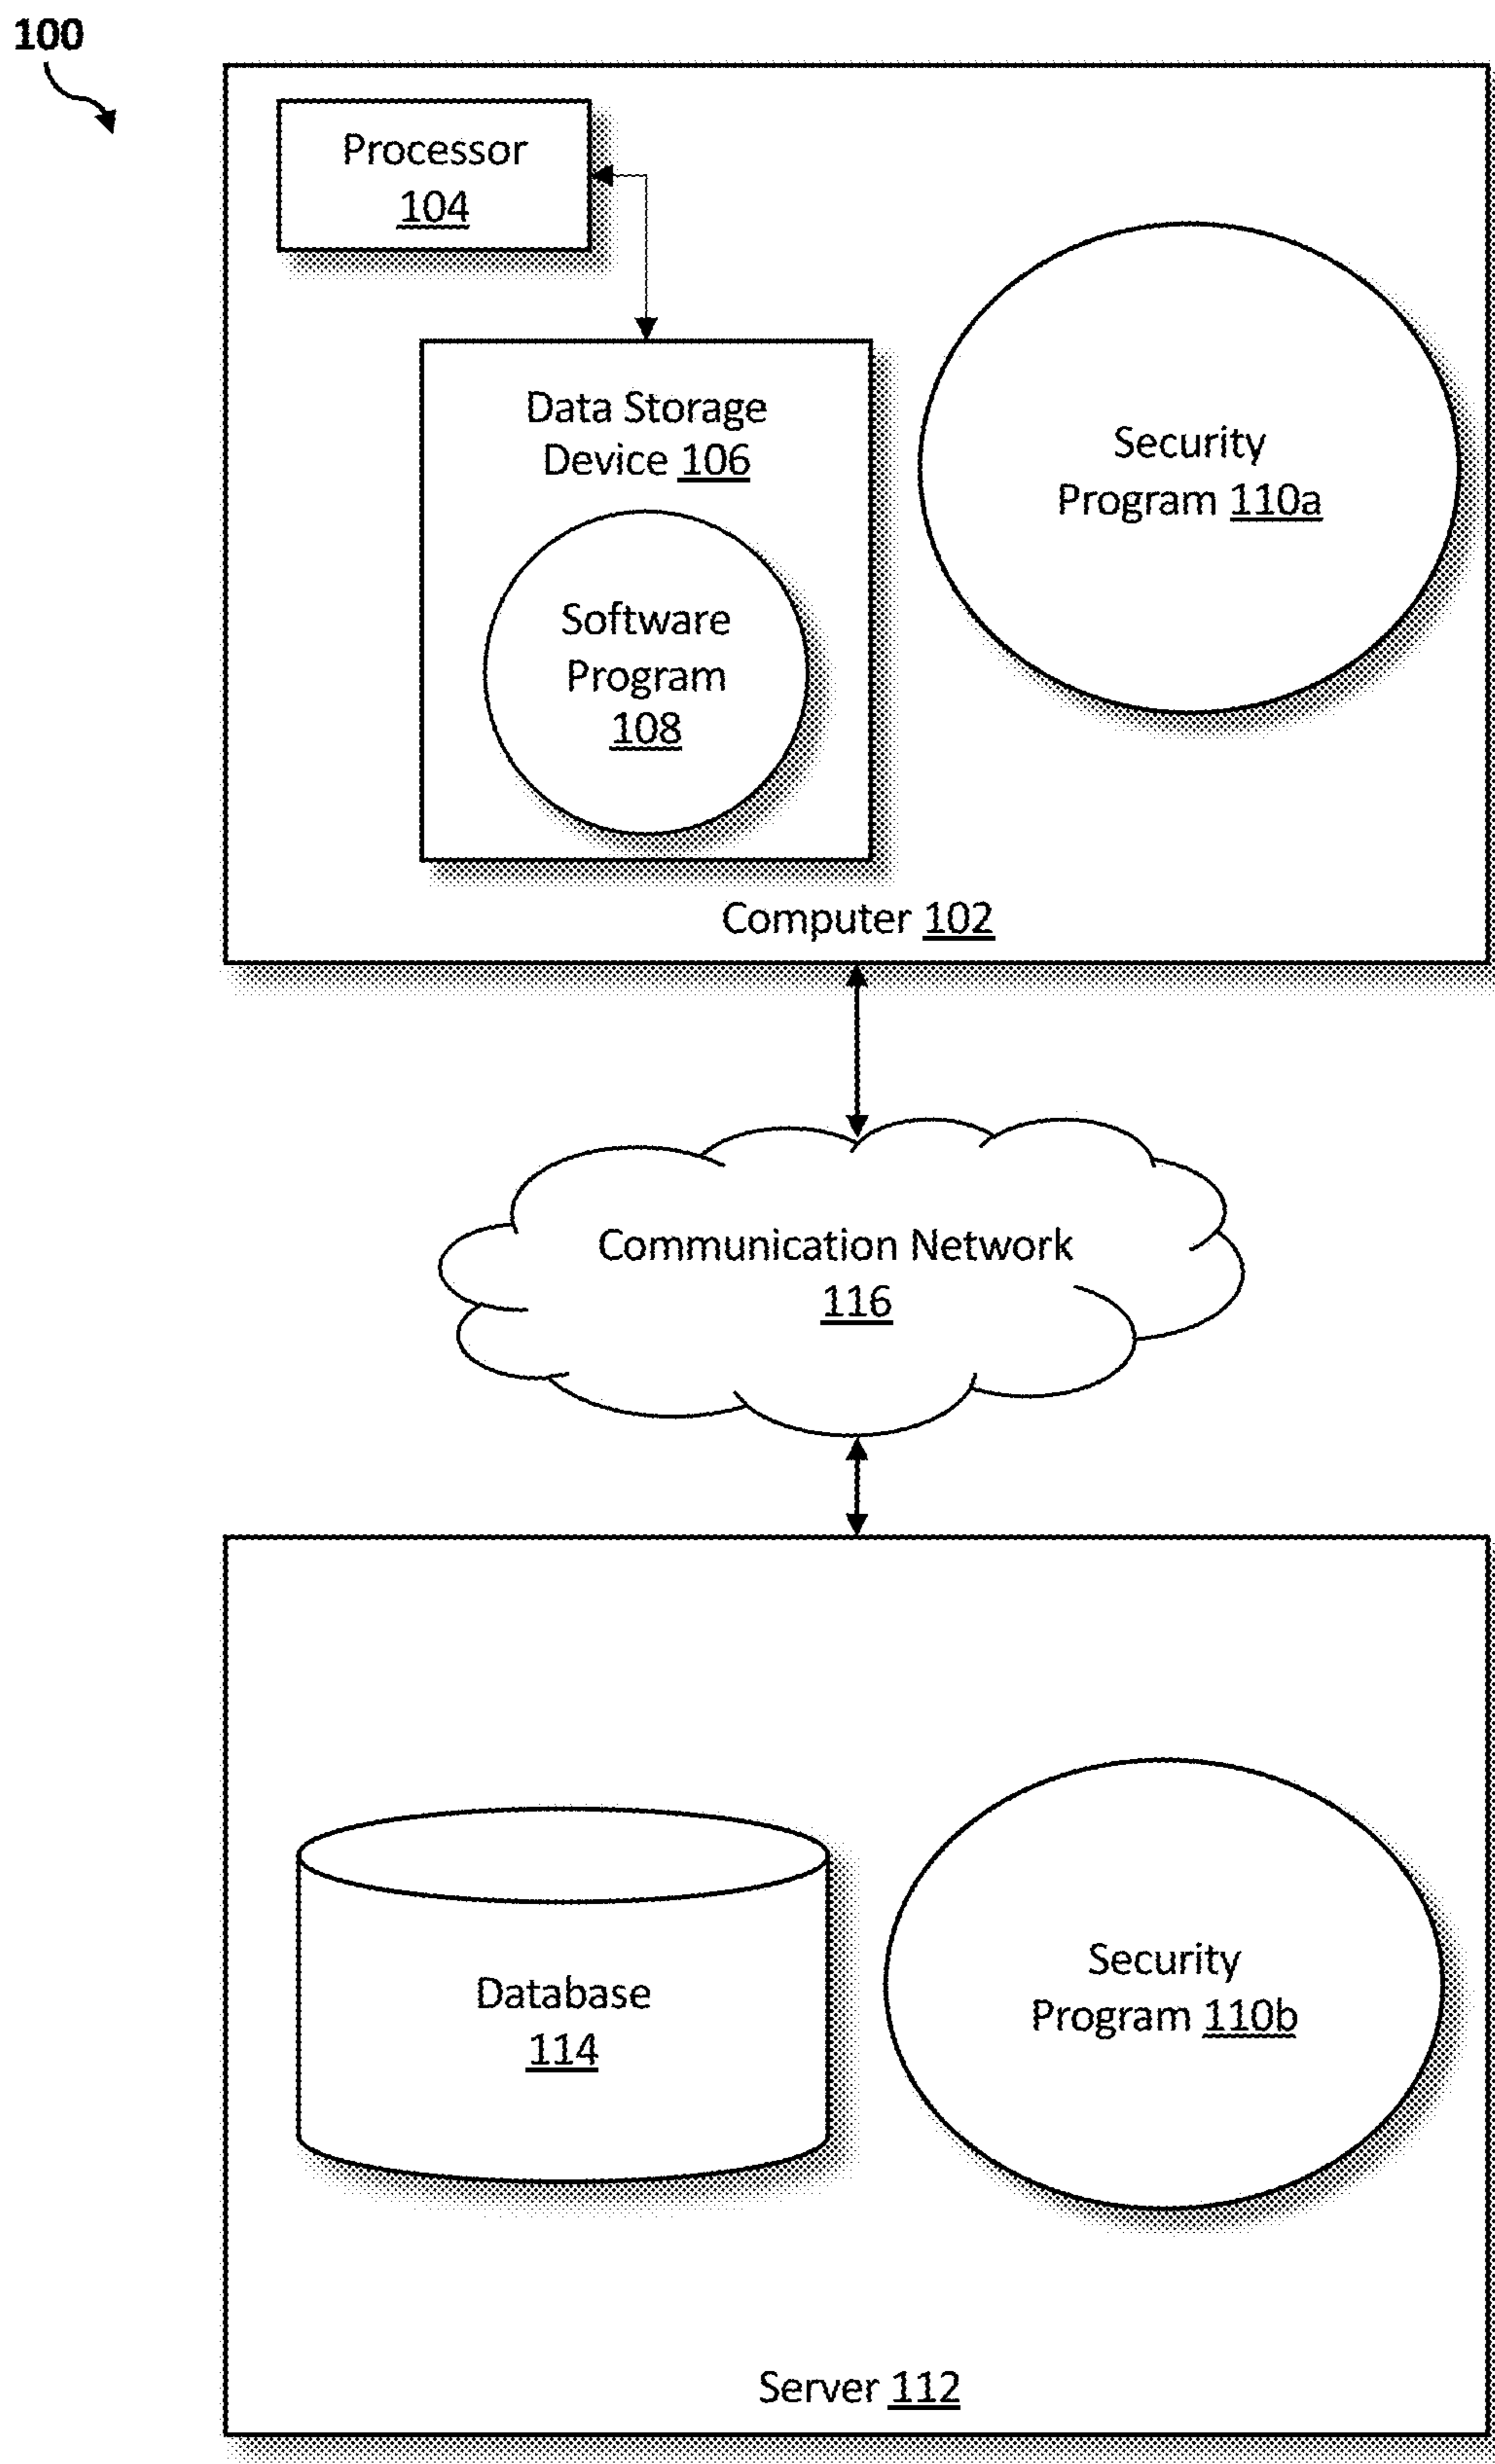 100
Processor
104
Data Storage
Device 106
Software
Program
108
Security
Program 110a
Computer 102
Communication Network
116
Database
114
Security
Program 110b
Server 112